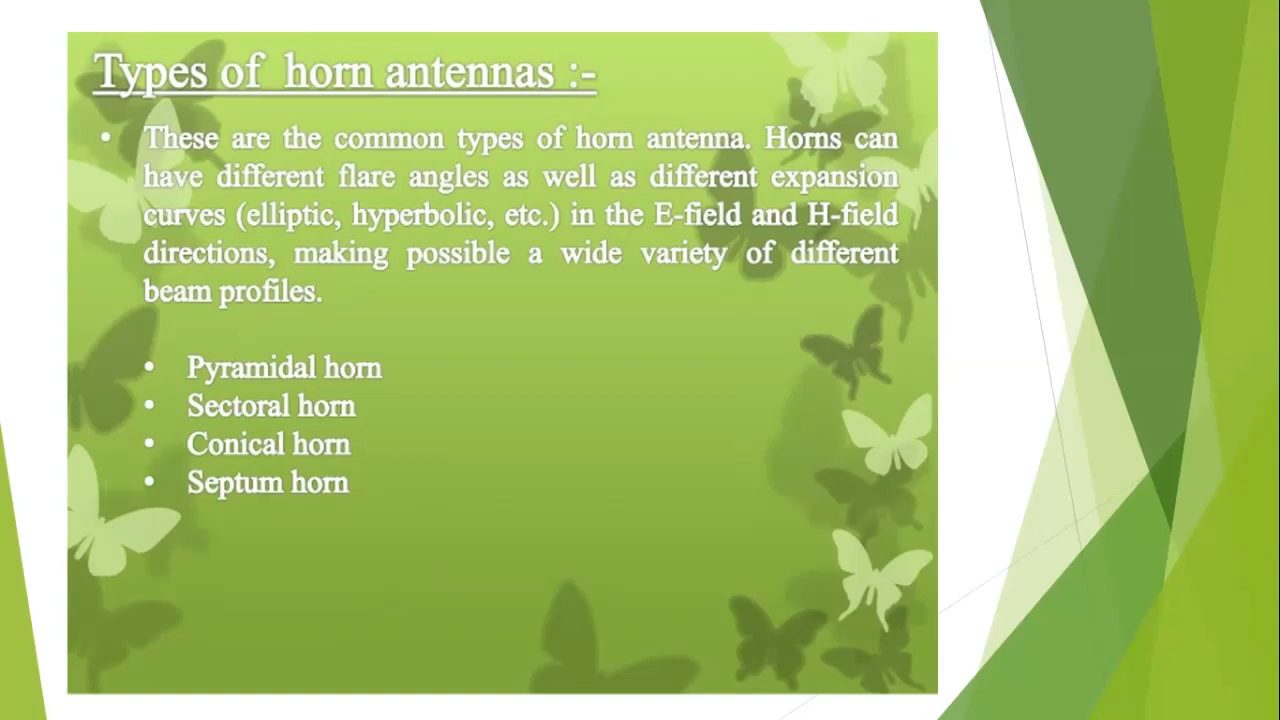 Types of horn antennas :-
• These are the common types of horn antenna. Horns can
have different flare angles as well as different expansion
curves (elliptic, hyperbolic, etc.) in the E-field and H-field
directions, making possible a wide variety of different
beam profiles.
• Pyramidal horn
• Sectoral horn
• Conical horn
• Septum horn